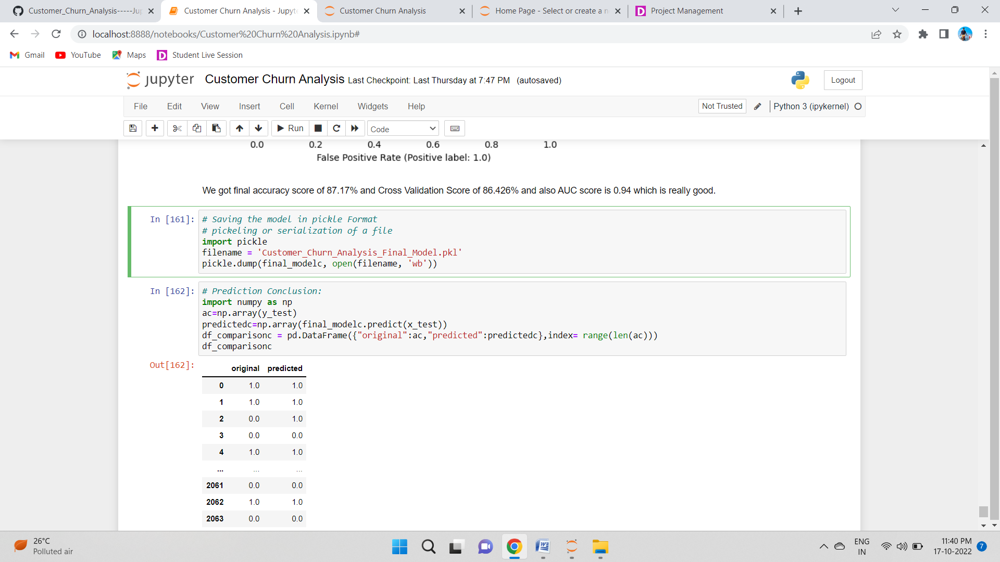 Customer_Churn_Analysis-----Jup
Customer Churn Analysis - Jupyte
Customer Churn Analysis
Home Page - Select or create a n
Project Management
localhost:8888/notebooks/Customer%20Churn%20Analysis.ipynb#
Gmail
YouTube
Maps
D Student Live Session
jupyter Customer Churn Analysis Last Checkpoint: Last Thursday at 7:47 PM (autosaved)
Logout
File Edit View Insert Cell Kernel Widgets Help
Not Trusted
Python 3 (ipykernel)
Run
Code
0.0 0.2 0.4 0.6 0.8 1.0
False Positive Rate (Positive label: 1.0)
We got final accuracy score of 87.17% and Cross Validation Score of 86.426% and also AUC score is 0.94 which is really good.
In [161]:
# Saving the model in pickle Format
# pickeling or serialization of a file
import pickle
filename = 'Customer_Churn_Analysis_Final_Model.pkl'
pickle.dump(final_modelc, open(filename, 'wb'))
In [162]:
# Prediction Conclusion:
import numpy as np
ac=np.array(y_test)
predictedc=np.array(final_modelc.predict(x_test))
df_comparisonc = pd.DataFrame({"original":ac,"predicted":predictedc},index= range(len(ac)))
df_comparisonc
Out[162]:
original predicted
0 1.0 1.0
1 1.0 1.0
2 0.0 1.0
3 0.0 0.0
4 1.0 1.0
... ... ...
2061 0.0 0.0
2062 1.0 1.0
2063 0.0 0.0
26°C
Polluted air
ENG
IN
11:40 PM
17-10-2022
7